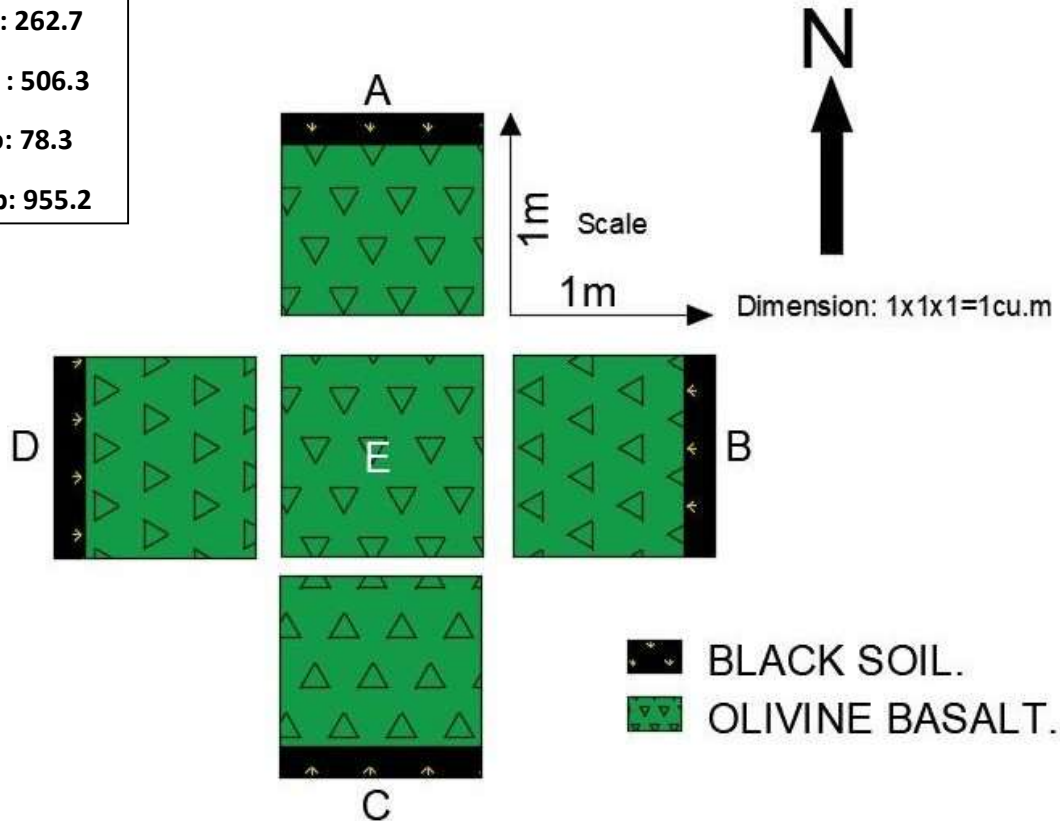 : 262.7
: 506.3
: 78.3
: 955.2
N
A
1m
Scale
1m
Dimension: 1x1x1=1cu.m
D
E
B
BLACK SOIL.
OLIVINE BASALT.
C